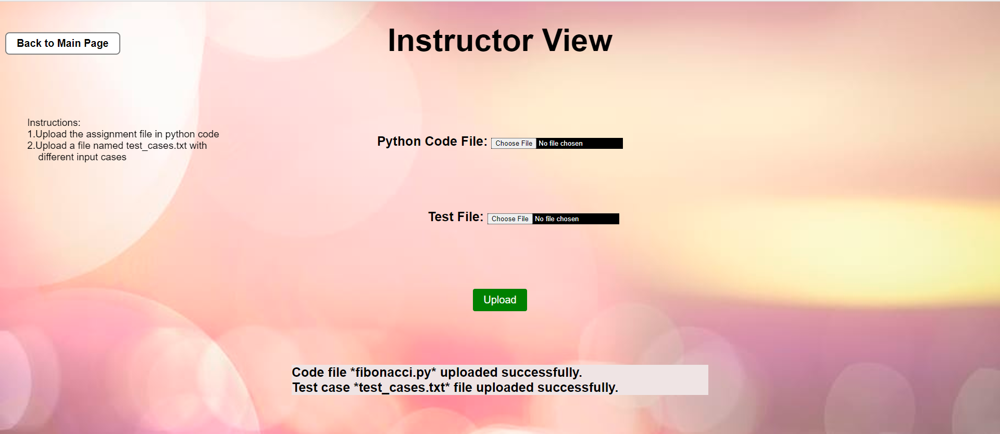 Instructor View
Back to Main Page
Instructions:
1.Upload the assignment file in python code
2.Upload a file named test_cases.txt with
different input cases
Python Code File: Choose File No file chosen
Test File: Choose File No file chosen
Upload
Code file *fibonacci.py* uploaded successfully.
Test case *test_cases.txt* file uploaded successfully.